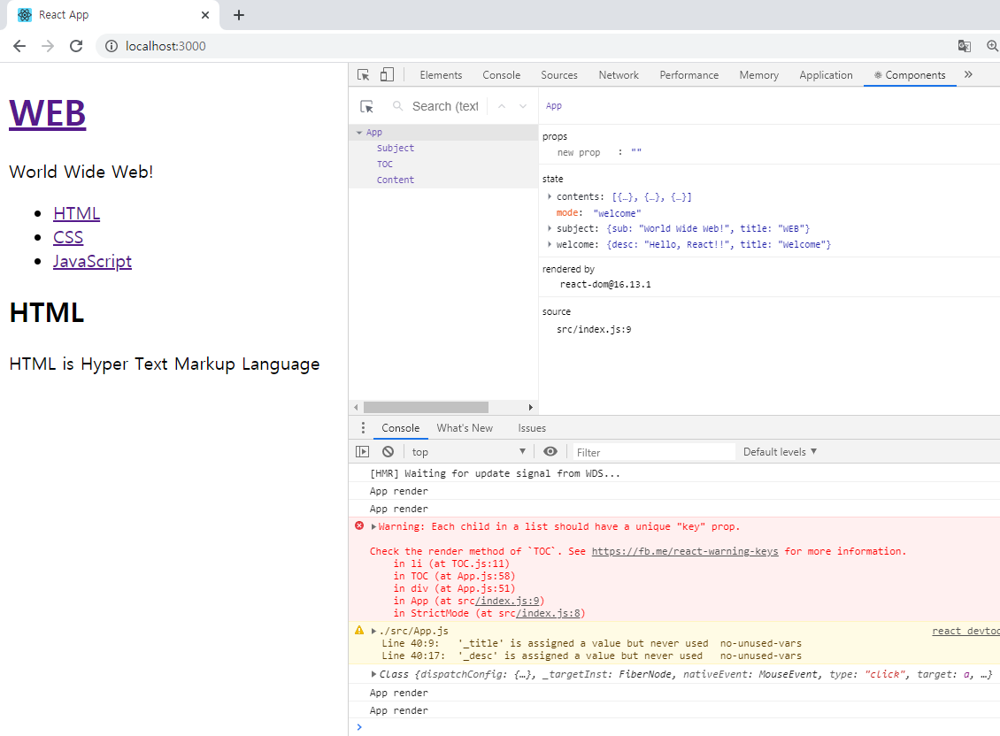 React App
localhost:3000
WEB
World Wide Web!
HTML
CSS
JavaScript
HTML
HTML is Hyper Text Markup Language
Elements Console Sources Network Performance Memory Application Components
Search (text
App
Subject
TOC
Content
App
props
new prop : ""
state
contents: [{…}, {…}, {…}]
mode: "welcome"
subject: {sub: "World Wide Web!", title: "WEB"}
welcome: {desc: "Hello, React!!", title: "Welcome"}
rendered by
react-dom@16.13.1
source
src/index.js:9
Console What's New Issues
top Filter Default levels
[HMR] Waiting for update signal from WDS...
App render
App render
Warning: Each child in a list should have a unique "key" prop.
Check the render method of `TOC`. See https://fb.me/react-warning-keys for more information.
in li (at TOC.js:11)
in TOC (at App.js:58)
in div (at App.js:51)
in App (at src/index.js:9)
in StrictMode (at src/index.js:8)
./src/App.js react devtoo
Line 40:9: '_title' is assigned a value but never used no-unused-vars
Line 40:17: '_desc' is assigned a value but never used no-unused-vars
Class {dispatchConfig: {…}, _targetInst: FiberNode, nativeEvent: MouseEvent, type: "click", target: a, …}
App render
App render